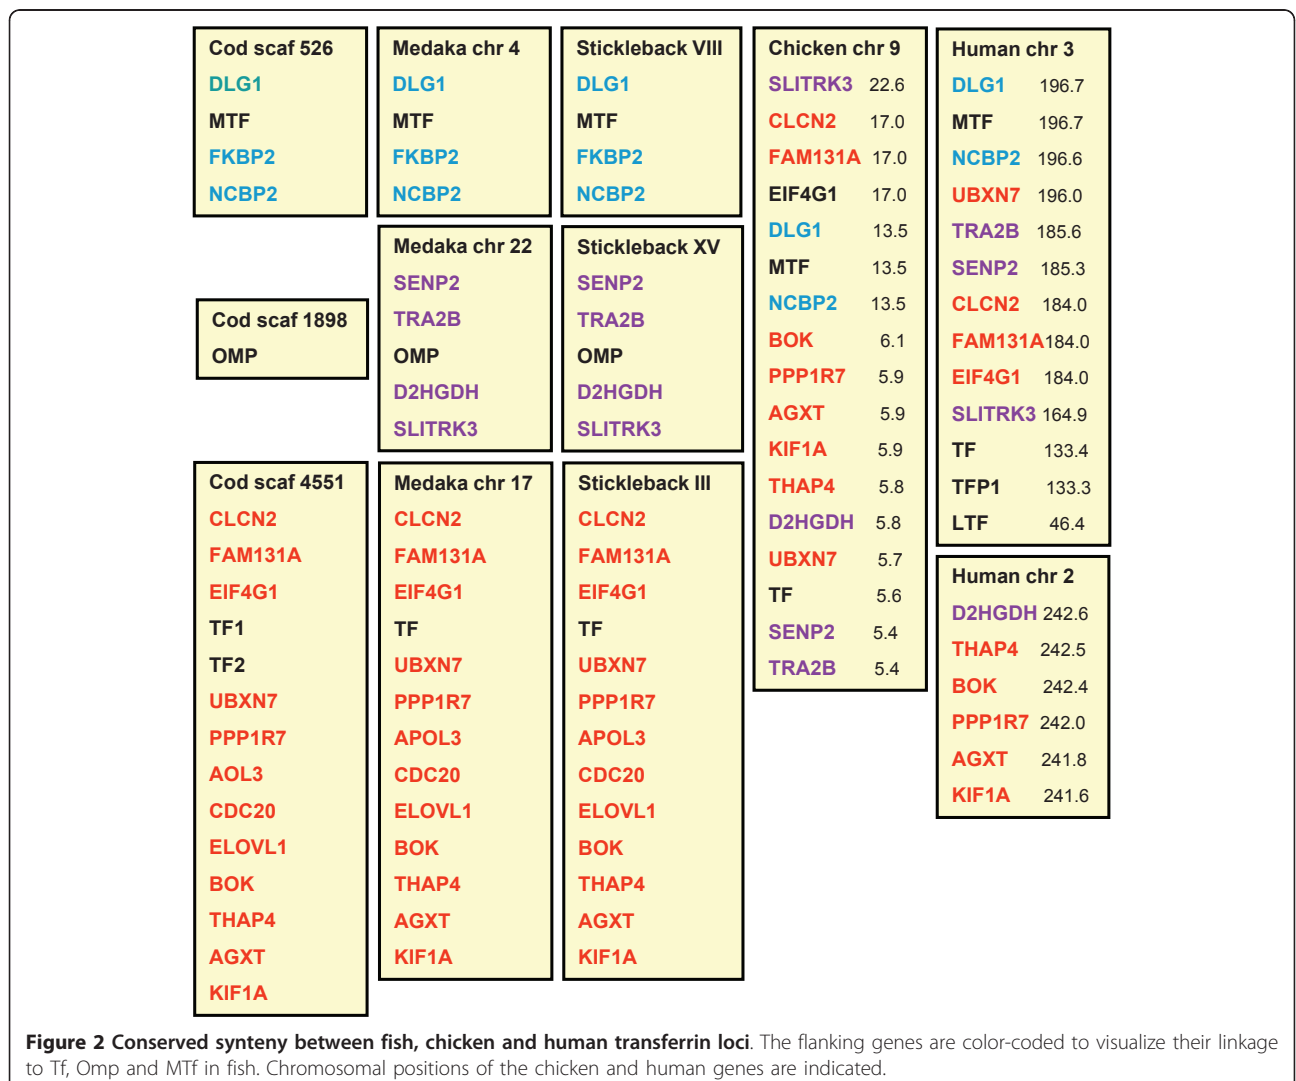 Cod scaf 526
DLG1
MTF
FKBP2
NCBP2
Medaka chr 4
DLG1
MTF
FKBP2
NCBP2
Stickleback VIII
DLG1
MTF
FKBP2
NCBP2
Cod scaf 1898
OMP
Medaka chr 22
SENP2
TRA2B
OMP
D2HGDH
SLITRK3
Stickleback XV
SENP2
TRA2B
OMP
D2HGDH
SLITRK3
Cod scaf 4551
CLCN2
FAM131A
EIF4G1
TF1
TF2
UBXN7
PPP1R7
AOL3
CDC20
ELOVL1
BOK
THAP4
AGXT
KIF1A
Medaka chr 17
CLCN2
FAM131A
EIF4G1
TF
UBXN7
PPP1R7
APOL3
CDC20
ELOVL1
BOK
THAP4
AGXT
KIF1A
Stickleback III
CLCN2
FAM131A
EIF4G1
TF
UBXN7
PPP1R7
APOL3
CDC20
ELOVL1
BOK
THAP4
AGXT
KIF1A
Chicken chr 9
SLITRK3 22.6
CLCN2 17.0
FAM131A 17.0
EIF4G1 17.0
DLG1 13.5
MTF 13.5
NCBP2 13.5
BOK 6.1
PPP1R7 5.9
AGXT 5.9
KIF1A 5.9
THAP4 5.8
D2HGDH 5.8
UBXN7 5.7
TF 5.6
SENP2 5.4
TRA2B 5.4
Human chr 3
DLG1 196.7
MTF 196.7
NCBP2 196.6
UBXN7 196.0
TRA2B 185.6
SENP2 185.3
CLCN2 184.0
FAM131A 184.0
EIF4G1 184.0
SLITRK3 164.9
TF 133.4
TFP1 133.3
LTF 46.4
Human chr 2
D2HGDH 242.6
THAP4 242.5
BOK 242.4
PPP1R7 242.0
AGXT 241.8
KIF1A 241.6
Figure 2 Conserved synteny between fish, chicken and human transferrin loci. The flanking genes are color-coded to visualize their linkage
to Tf, Omp and MTf in fish. Chromosomal positions of the chicken and human genes are indicated.